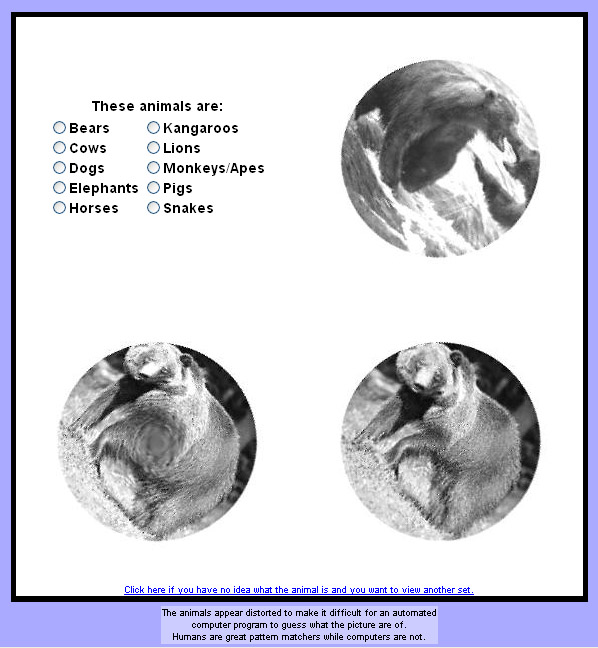 These animals are:
Bears Kangaroos
Cows Lions
Dogs Monkeys/Apes
Elephants Pigs
Horses Snakes
Click here if you have no idea what the animal is and you want to view another set.
The animals appear distorted to make it difficult for an automated
computer program to guess what the picture are of.
Humans are great pattern matchers while computers are not.